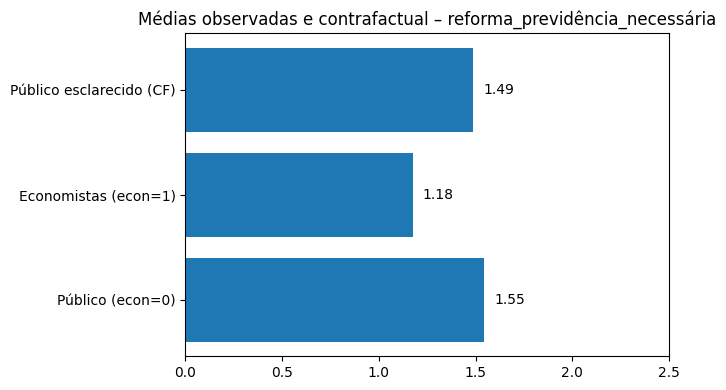 Médias observadas e contrafactual – reforma_previdência_necessária
Público esclarecido (CF)
1.49
Economistas (econ=1)
1.18
Público (econ=0)
1.55
0.0 0.5 1.0 1.5 2.0 2.5